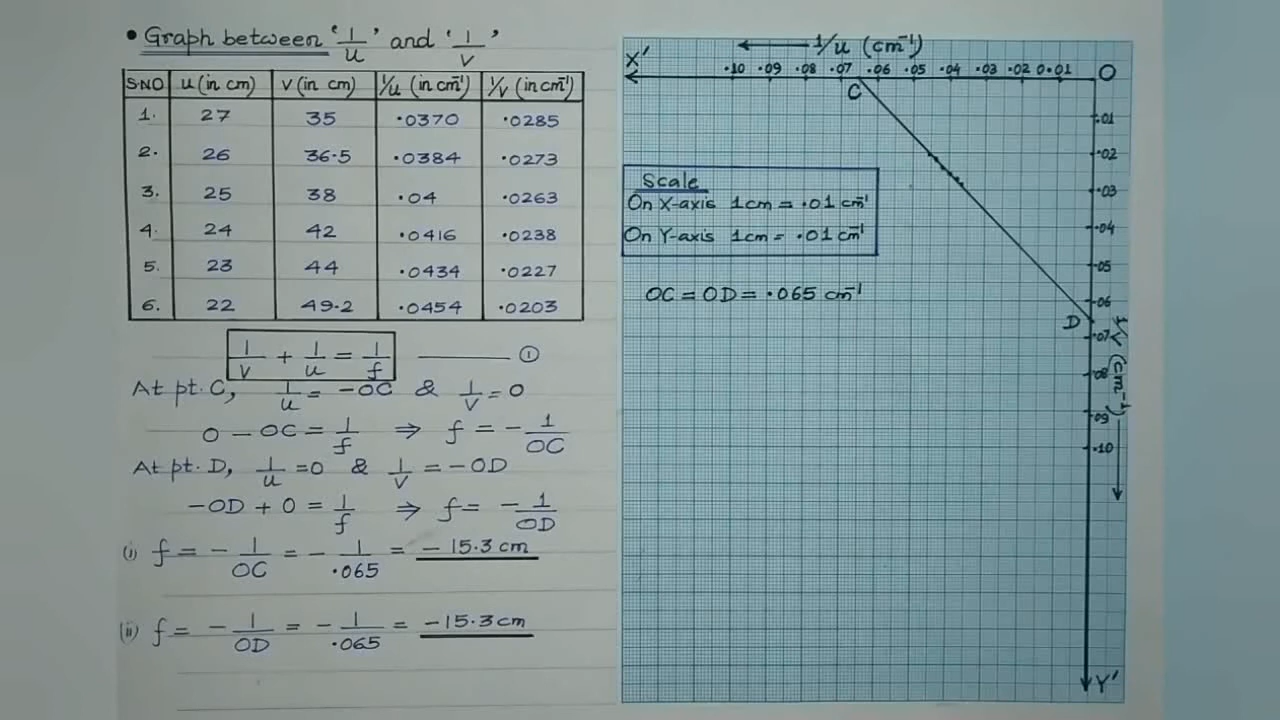 • Graph between '1/u' and '1/v'
S.NO u (in cm) v (in cm) 1/u (in cm⁻¹) 1/v (in cm⁻¹)
1. 27 35 .0370 .0285
2. 26 36.5 .0384 .0273
3. 25 38 .04 .0263
4. 24 42 .0416 .0238
5. 23 44 .0434 .0227
6. 22 49.2 .0454 .0203
1/v + 1/u = 1/f ——— ①
At pt. C, 1/u = -OC & 1/v = 0
0 - OC = 1/f ⇒ f = - 1/OC
At pt. D, 1/u = 0 & 1/v = -OD
-OD + 0 = 1/f ⇒ f = - 1/OD
(i) f = - 1/OC = - 1/.065 = - 15.3 cm
(ii) f = - 1/OD = - 1/.065 = -15.3 cm
1/u (cm⁻¹)
X' .10 .09 .08 .07 .06 .05 .04 .03 .02 0.01 O
C
.01
.02
.03
.04
.05
.06
.07
.08
.09
.10
D
1/v (cm⁻¹)
Y'
Scale
On X-axis 1cm = .01 cm⁻¹
On Y-axis 1cm = .01 cm⁻¹
OC = OD = .065 cm⁻¹